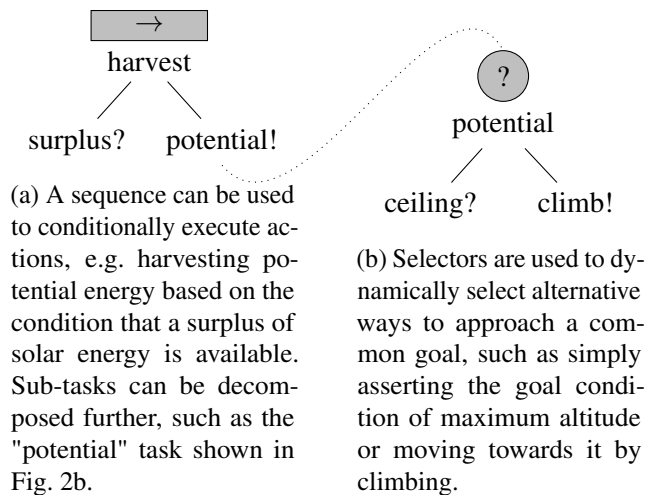 →
harvest
surplus? potential!
(a) A sequence can be used
to conditionally execute ac-
tions, e.g. harvesting po-
tential energy based on the
condition that a surplus of
solar energy is available.
Sub-tasks can be decom-
posed further, such as the
"potential" task shown in
Fig. 2b.
?
potential
ceiling? climb!
(b) Selectors are used to dy-
namically select alternative
ways to approach a com-
mon goal, such as simply
asserting the goal condi-
tion of maximum altitude
or moving towards it by
climbing.